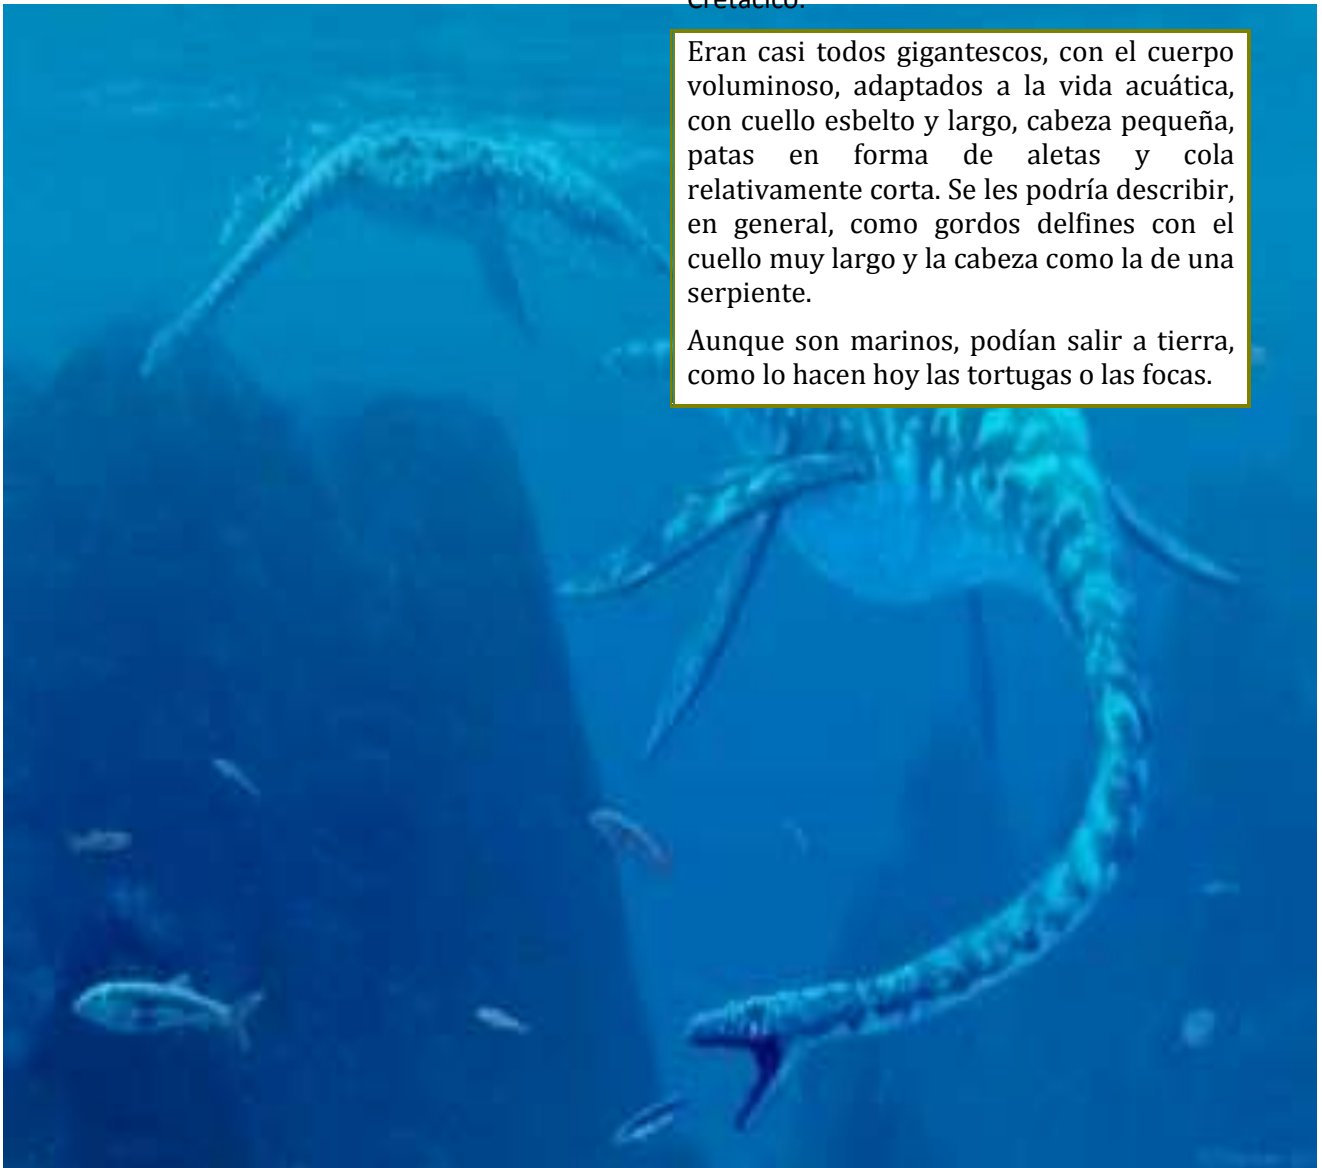 Cretácico.
Eran casi todos gigantescos, con el cuerpo
voluminoso, adaptados a la vida acuática,
con cuello esbelto y largo, cabeza pequeña,
patas en forma de aletas y cola
relativamente corta. Se les podría describir,
en general, como gordos delfines con el
cuello muy largo y la cabeza como la de una
serpiente.
Aunque son marinos, podían salir a tierra,
como lo hacen hoy las tortugas o las focas.